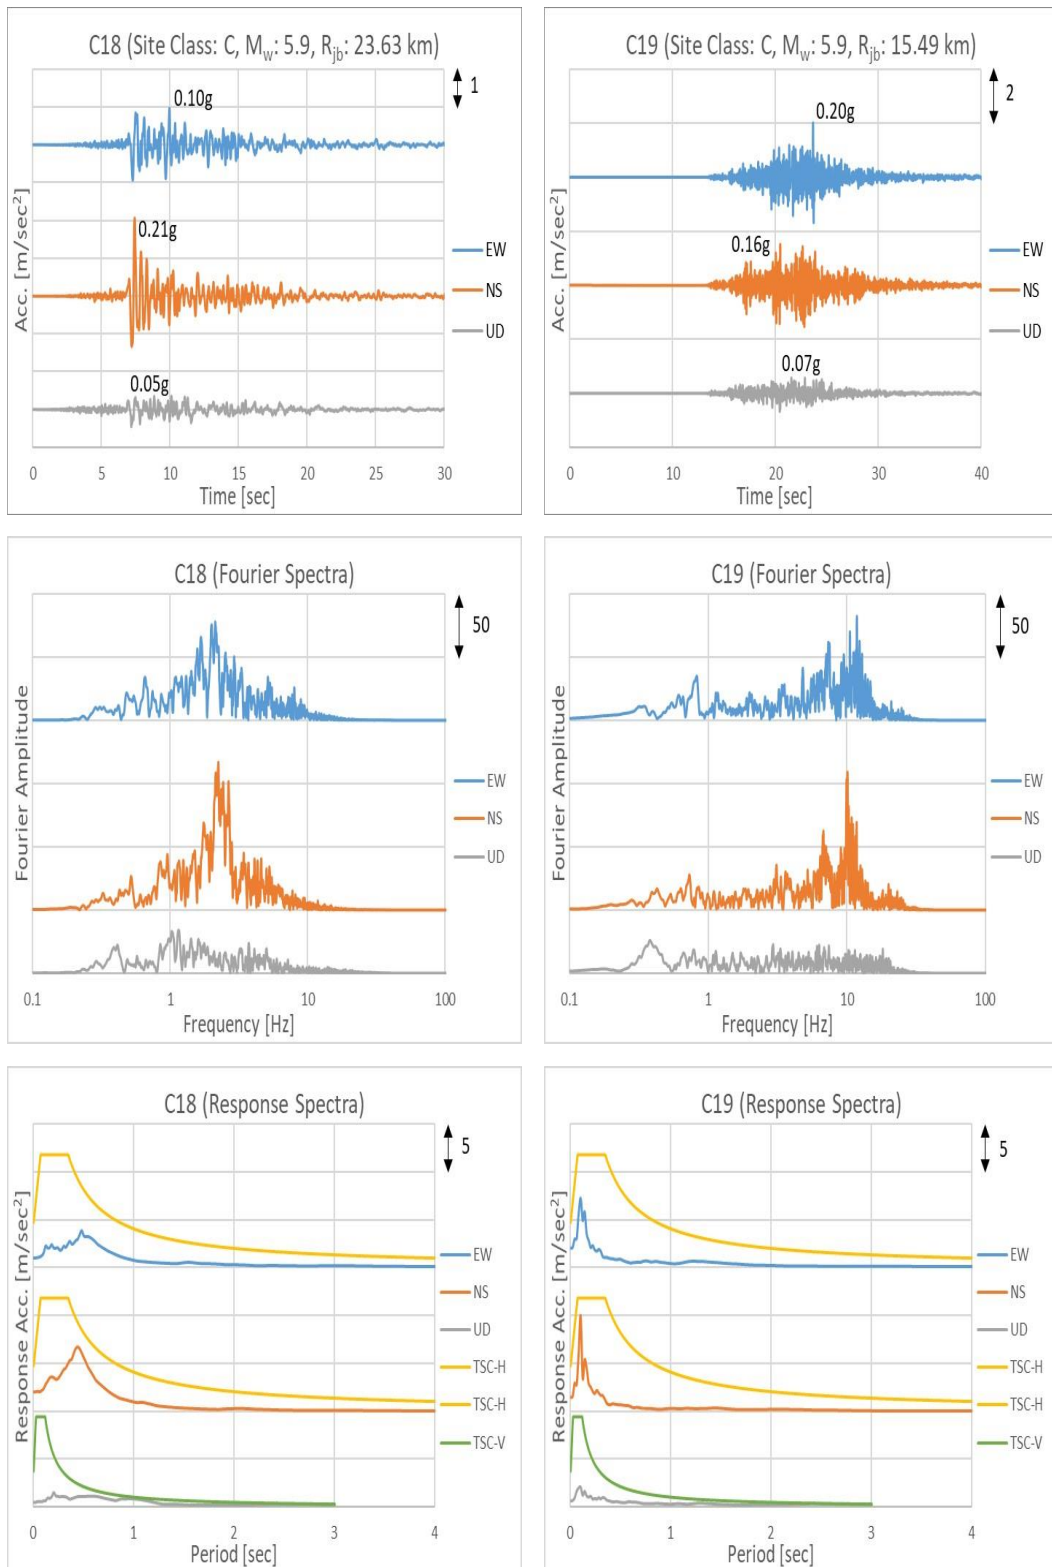 C18 (Site Class: C, Mw: 5.9, Rjb: 23.63 km)
1
0.10g
0.21g
0.05g
Acc. [m/sec²]
EW
NS
UD
0 5 10 15 20 25 30
Time [sec]
C19 (Site Class: C, Mw: 5.9, Rjb: 15.49 km)
2
0.20g
0.16g
0.07g
Acc. [m/sec²]
EW
NS
UD
0 10 20 30 40
Time [sec]
C18 (Fourier Spectra)
50
Fourier Amplitude
EW
NS
UD
0.1 1 10 100
Frequency [Hz]
C19 (Fourier Spectra)
50
Fourier Amplitude
EW
NS
UD
0.1 1 10 100
Frequency [Hz]
C18 (Response Spectra)
5
Response Acc. [m/sec²]
EW
NS
UD
TSC-H
TSC-H
TSC-V
0 1 2 3 4
Period [sec]
C19 (Response Spectra)
5
Response Acc. [m/sec²]
EW
NS
UD
TSC-H
TSC-H
TSC-V
0 1 2 3 4
Period [sec]